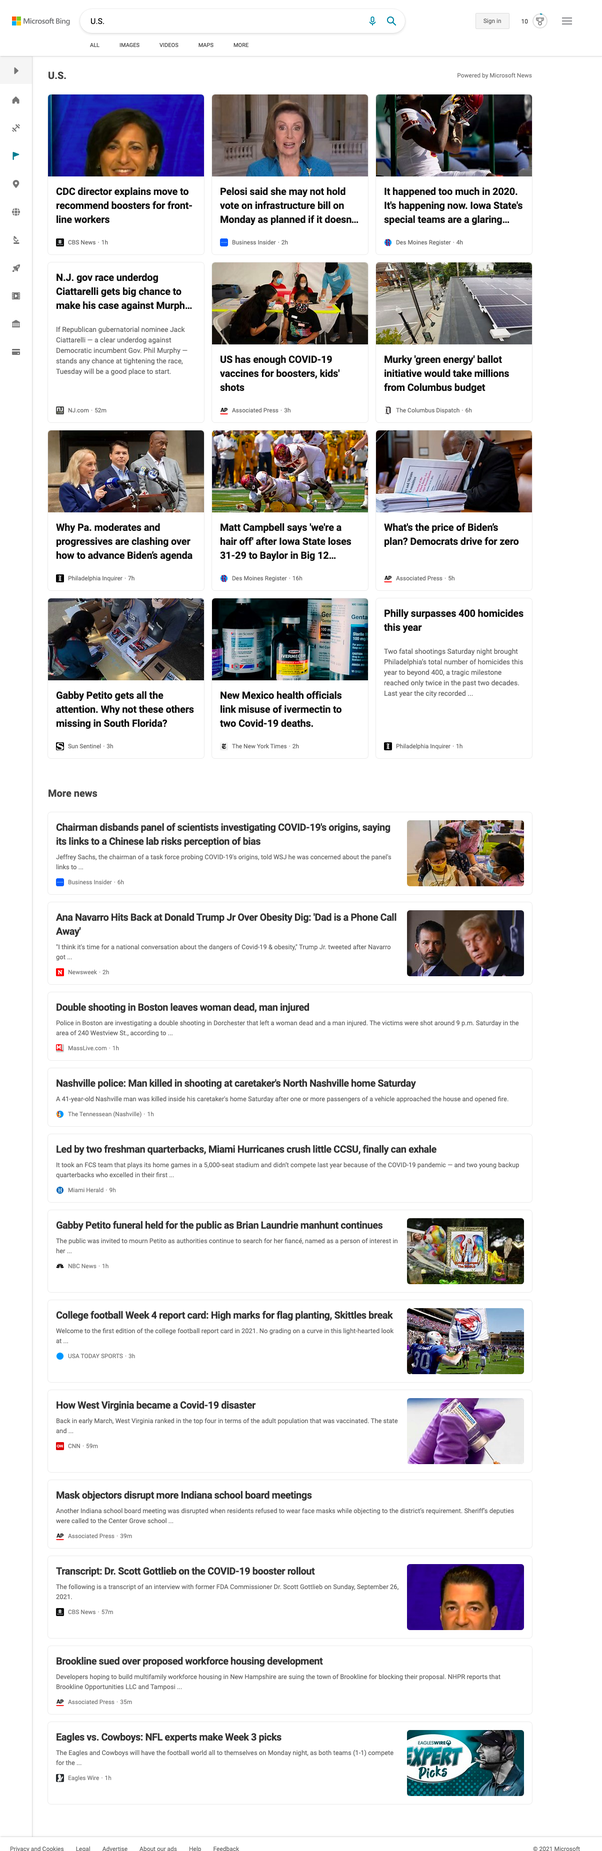 Microsoft Bing
U.S.
Sign in
10
ALL
IMAGES
VIDEOS
MAPS
MORE
U.S.
Powered by Microsoft News
CDC director explains move to
recommend boosters for front-
line workers
CBS News · 1h
Pelosi said she may not hold
vote on infrastructure bill on
Monday as planned if it doesn...
Business Insider · 2h
It happened too much in 2020.
It's happening now. Iowa State's
special teams are a glaring...
Des Moines Register · 4h
N.J. gov race underdog
Ciattarelli gets big chance to
make his case against Murph...
If Republican gubernatorial nominee Jack
Ciattarelli — a clear underdog against
Democratic incumbent Gov. Phil Murphy —
stands any chance at tightening the race,
Tuesday will be a good place to start.
NJ.com · 52m
US has enough COVID-19
vaccines for boosters, kids'
shots
AP
Associated Press · 3h
Murky 'green energy' ballot
initiative would take millions
from Columbus budget
The Columbus Dispatch · 6h
Why Pa. moderates and
progressives are clashing over
how to advance Biden's agenda
Philadelphia Inquirer · 7h
Matt Campbell says 'we're a
hair off' after Iowa State loses
31-29 to Baylor in Big 12...
Des Moines Register · 16h
What's the price of Biden's
plan? Democrats drive for zero
AP
Associated Press · 5h
Gabby Petito gets all the
attention. Why not these others
missing in South Florida?
Sun Sentinel · 3h
New Mexico health officials
link misuse of ivermectin to
two Covid-19 deaths.
The New York Times · 2h
Philly surpasses 400 homicides
this year
Two fatal shootings Saturday night brought
Philadelphia's total number of homicides this
year to beyond 400, a tragic milestone
reached only twice in the past two decades.
Last year the city recorded ...
Philadelphia Inquirer · 1h
More news
Chairman disbands panel of scientists investigating COVID-19's origins, saying
its links to a Chinese lab risks perception of bias
Jeffrey Sachs, the chairman of a task force probing COVID-19's origins, told WSJ he was concerned about the panel's
links to ...
Business Insider · 6h
Ana Navarro Hits Back at Donald Trump Jr Over Obesity Dig: 'Dad is a Phone Call
Away'
"I think it's time for a national conversation about the dangers of Covid-19 & obesity," Trump Jr. tweeted after Navarro
got ...
N
Newsweek · 2h
Double shooting in Boston leaves woman dead, man injured
Police in Boston are investigating a double shooting in Dorchester that left a woman dead and a man injured. The victims were shot around 9 p.m. Saturday in the
area of 240 Westview St., according to ...
MassLive.com · 1h
Nashville police: Man killed in shooting at caretaker's North Nashville home Saturday
A 41-year-old Nashville man was killed inside his caretaker's home Saturday after one or more passengers of a vehicle approached the house and opened fire.
The Tennessean (Nashville) · 1h
Led by two freshman quarterbacks, Miami Hurricanes crush little CCSU, finally can exhale
It took an FCS team that plays its home games in a 5,000-seat stadium and didn't compete last year because of the COVID-19 pandemic — and two young backup
quarterbacks who excelled in their first ...
Miami Herald · 9h
Gabby Petito funeral held for the public as Brian Laundrie manhunt continues
The public was invited to mourn Petito as authorities continue to search for her fiancé, named as a person of interest in
her ...
NBC News · 1h
College football Week 4 report card: High marks for flag planting, Skittles break
Welcome to the first edition of the college football report card in 2021. No grading on a curve in this light-hearted look
at ...
USA TODAY SPORTS · 3h
30
How West Virginia became a Covid-19 disaster
Back in early March, West Virginia ranked in the top four in terms of the adult population that was vaccinated. The state
and ...
CNN · 59m
Mask objectors disrupt more Indiana school board meetings
Another Indiana school board meeting was disrupted when residents refused to wear face masks while objecting to the district's requirement. Sheriff's deputies
were called to the Center Grove school ...
AP
Associated Press · 39m
Transcript: Dr. Scott Gottlieb on the COVID-19 booster rollout
The following is a transcript of an interview with former FDA Commissioner Dr. Scott Gottlieb on Sunday, September 26,
2021.
CBS News · 57m
Brookline sued over proposed workforce housing development
Developers hoping to build multifamily workforce housing in New Hampshire are suing the town of Brookline for blocking their proposal. NHPR reports that
Brookline Opportunities LLC and Tamposi ...
AP
Associated Press · 35m
Eagles vs. Cowboys: NFL experts make Week 3 picks
The Eagles and Cowboys will have the football world all to themselves on Monday night, as both teams (1-1) compete
for the ...
Eagles Wire · 1h
EAGLESWIRE
EXPERT
Picks
Privacy and Cookies
Legal
Advertise
About our ads
Help
Feedback
© 2021 Microsoft